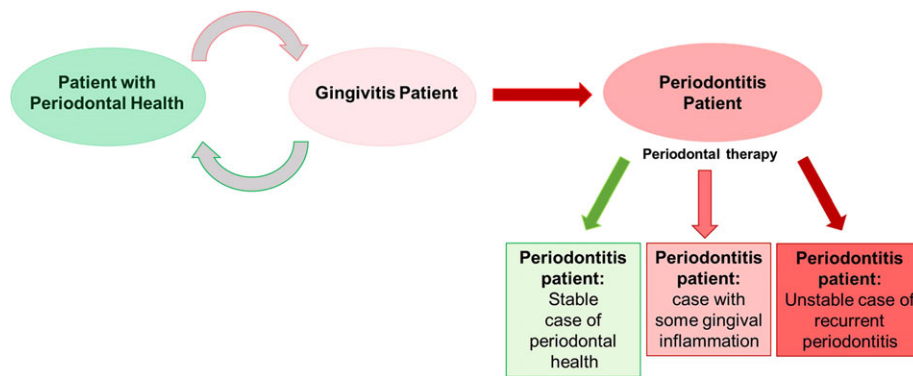 Patient with
Periodontal Health
Gingivitis Patient
Periodontitis
Patient
Periodontal therapy
Periodontitis
patient:
Stable
case of
periodontal
health
Periodontitis
patient:
case with
some gingival
inflammation
Periodontitis
patient:
Unstable case of
recurrent
periodontitis